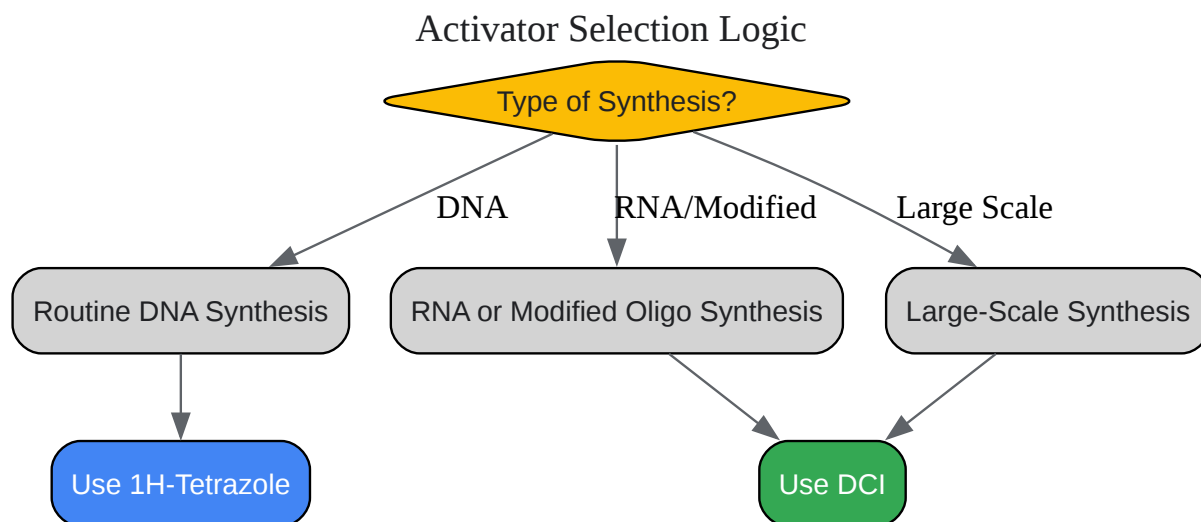 Activator Selection Logic
Type of Synthesis?
DNA
RNA/Modified
Large Scale
Routine DNA Synthesis
RNA or Modified Oligo Synthesis
Large-Scale Synthesis
Use 1H-Tetrazole
Use DCI